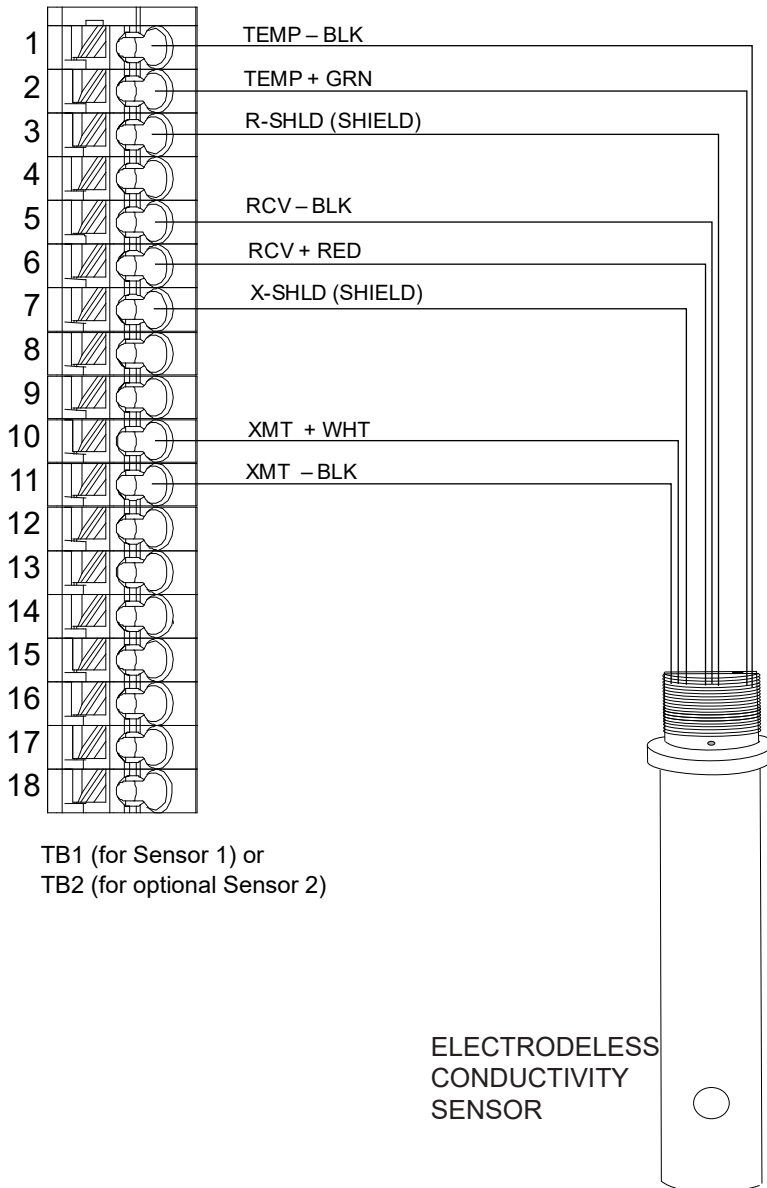 1 TEMP – BLK
2 TEMP + GRN
3 R-SHLD (SHIELD)
4
5 RCV – BLK
6 RCV + RED
7 X-SHLD (SHIELD)
8
9
10 XMT + WHT
11 XMT – BLK
12
13
14
15
16
17
18
TB1 (for Sensor 1) or
TB2 (for optional Sensor 2)
ELECTRODELESS
CONDUCTIVITY
SENSOR